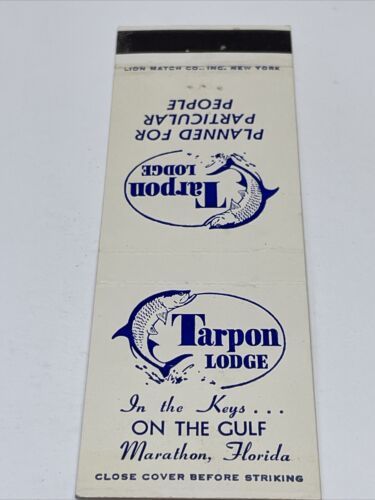 LION MATCH CO., INC. NEW YORK
PLANNED FOR
PARTICULAR
PEOPLE
Tarpon
LODGE
Tarpon
LODGE
In the Keys...
ON THE GULF
Marathon, Florida
CLOSE COVER BEFORE STRIKING